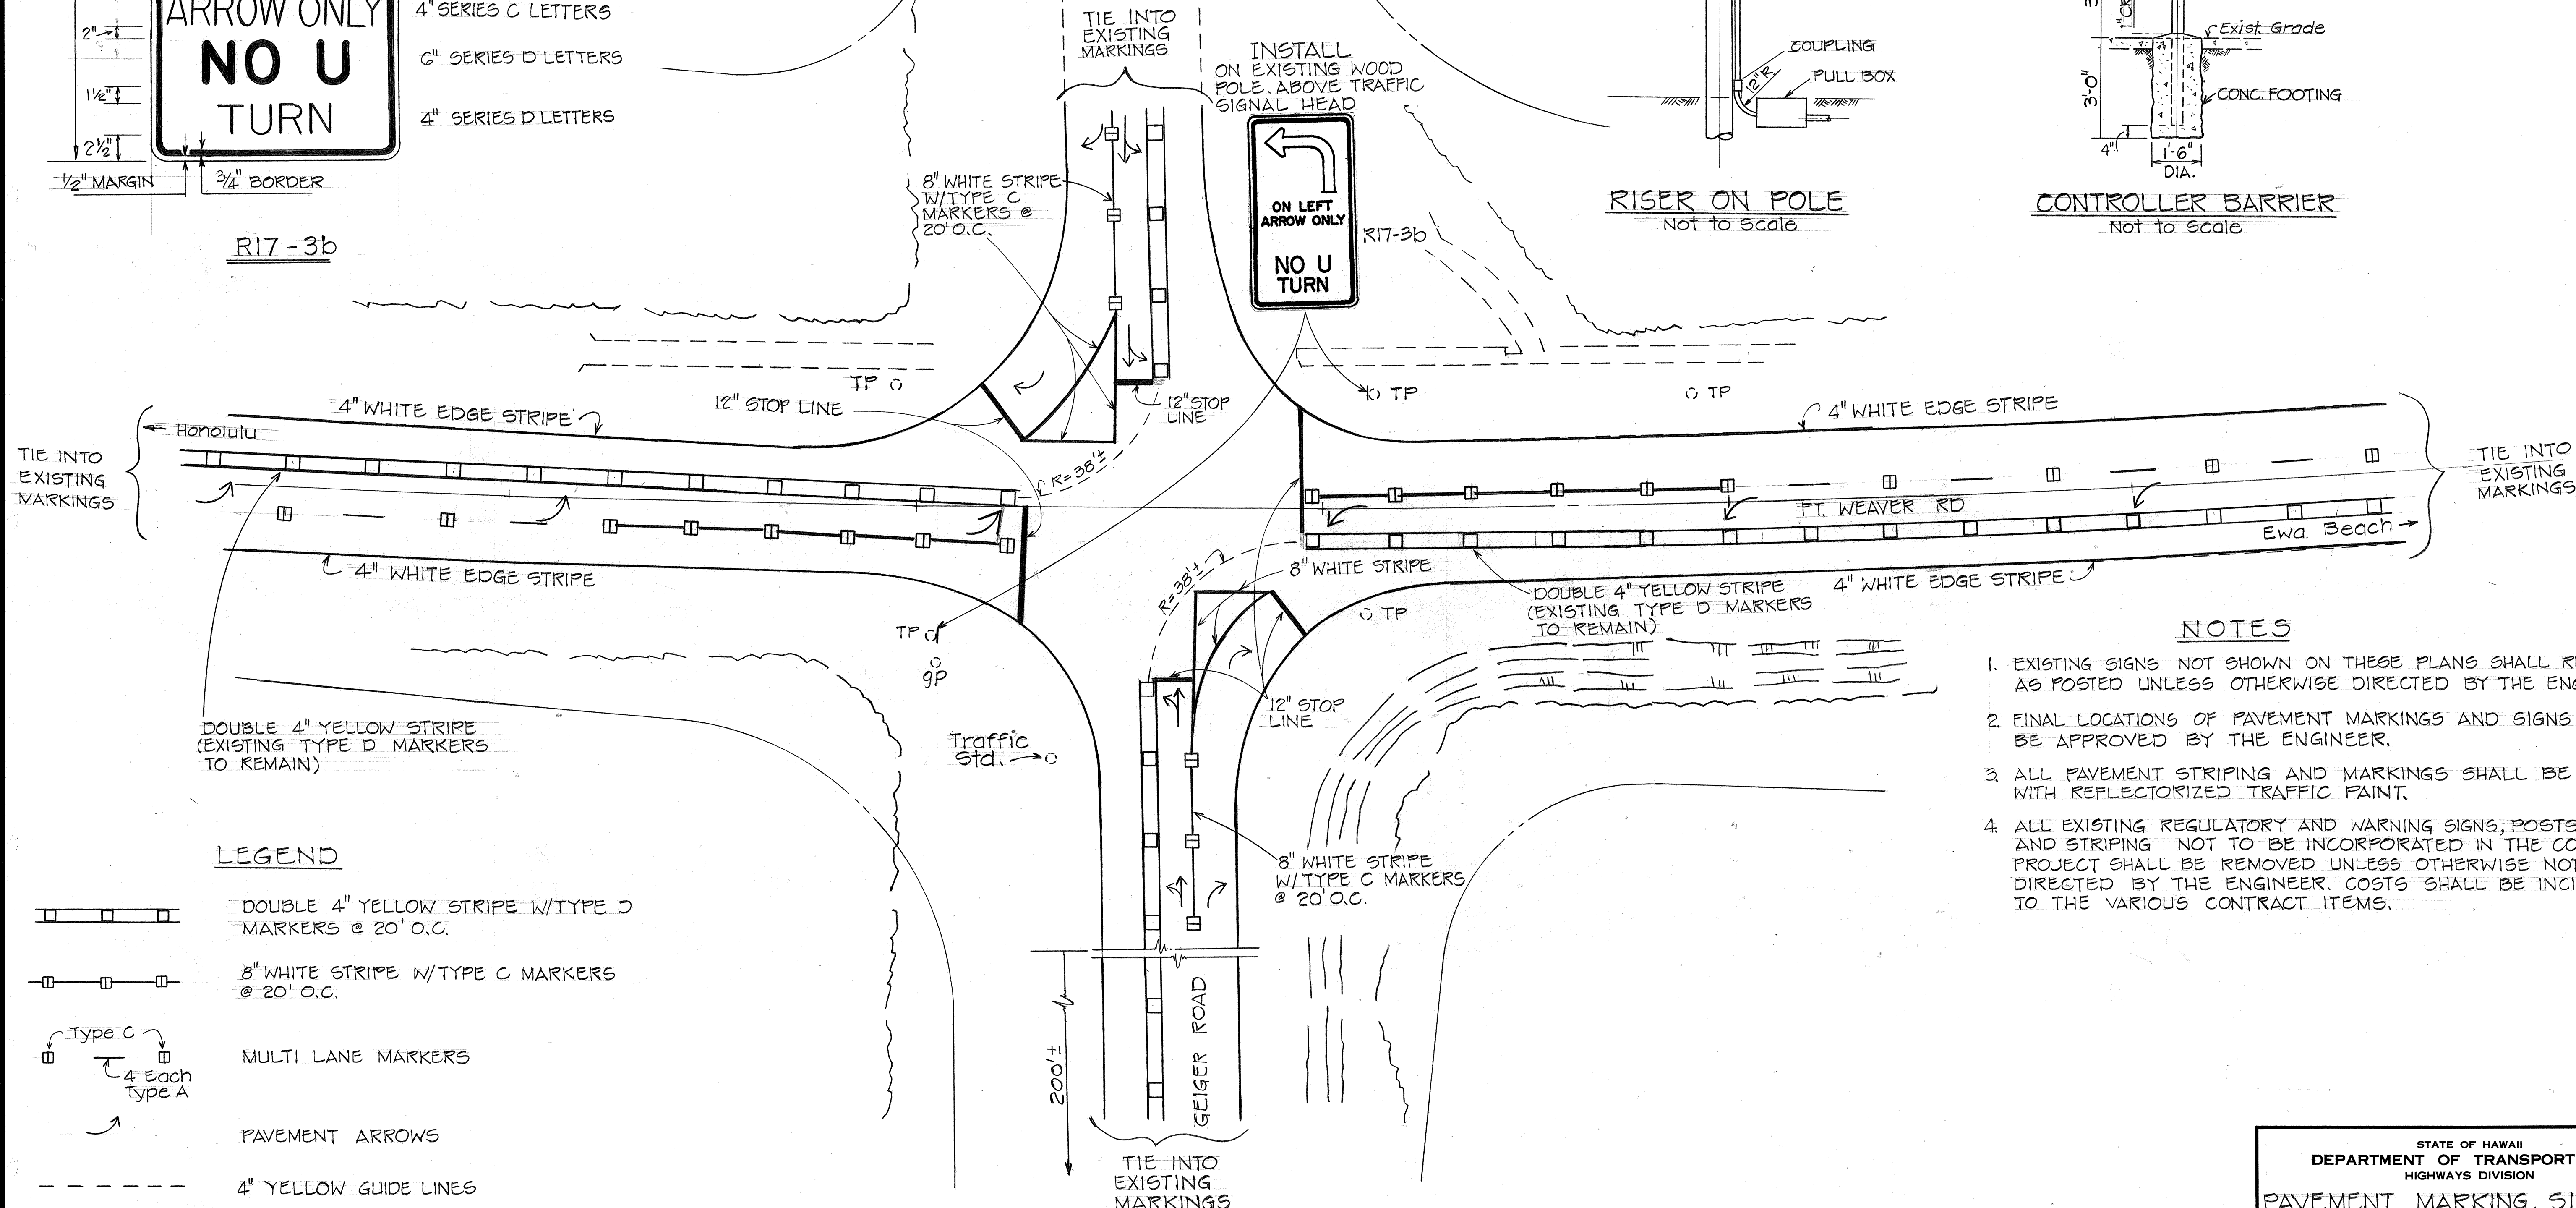 ARROW ONLY
NO U
TURN
2"
1½"
2½"
½" MARGIN
¾" BORDER
4" SERIES C LETTERS
6" SERIES D LETTERS
4" SERIES D LETTERS
R17-3b
TIE INTO
EXISTING
MARKINGS
INSTALL
ON EXISTING WOOD
POLE. ABOVE TRAFFIC
SIGNAL HEAD
ON LEFT
ARROW ONLY
NO U
TURN
R17-3b
8" WHITE STRIPE
W/TYPE C
MARKERS @
20' O.C.
COUPLING
12" R
PULL BOX
RISER ON POLE
Not to Scale
Exist. Grade
3'-0"
CONC. FOOTING
4"
1'-6"
DIA.
CONTROLLER BARRIER
Not to Scale
TP
TP
TP
12" STOP LINE
12" STOP
LINE
4" WHITE EDGE STRIPE
4" WHITE EDGE STRIPE
Honolulu
TIE INTO
EXISTING
MARKINGS
R=38'±
FT. WEAVER RD
Ewa Beach
TIE INTO
EXISTING
MARKINGS
4" WHITE EDGE STRIPE
R=38'±
8" WHITE STRIPE
DOUBLE 4" YELLOW STRIPE
(EXISTING TYPE D MARKERS
TO REMAIN)
4" WHITE EDGE STRIPE
TP
TP
gP
12" STOP
LINE
DOUBLE 4" YELLOW STRIPE
(EXISTING TYPE D MARKERS
TO REMAIN)
Traffic
Std.
8" WHITE STRIPE
W/TYPE C MARKERS
@ 20' O.C.
NOTES
1. EXISTING SIGNS NOT SHOWN ON THESE PLANS SHALL
AS POSTED UNLESS OTHERWISE DIRECTED BY THE
2. FINAL LOCATIONS OF PAVEMENT MARKINGS AND SIGNS
BE APPROVED BY THE ENGINEER.
3. ALL PAVEMENT STRIPING AND MARKINGS SHALL BE
WITH REFLECTORIZED TRAFFIC PAINT.
4. ALL EXISTING REGULATORY AND WARNING SIGNS, POSTS
AND STRIPING NOT TO BE INCORPORATED IN THE
PROJECT SHALL BE REMOVED UNLESS OTHERWISE
DIRECTED BY THE ENGINEER. COSTS SHALL BE
TO THE VARIOUS CONTRACT ITEMS.
LEGEND
DOUBLE 4" YELLOW STRIPE W/TYPE D
MARKERS @ 20' O.C.
8" WHITE STRIPE W/TYPE C MARKERS
@ 20' O.C.
Type C
4 Each
Type A
MULTI LANE MARKERS
PAVEMENT ARROWS
4" YELLOW GUIDE LINES
200'±
GEIGER ROAD
TIE INTO
EXISTING
MARKINGS
STATE OF HAWAII
DEPARTMENT OF TRANSPORT
HIGHWAYS DIVISION
PAVEMENT MARKING,